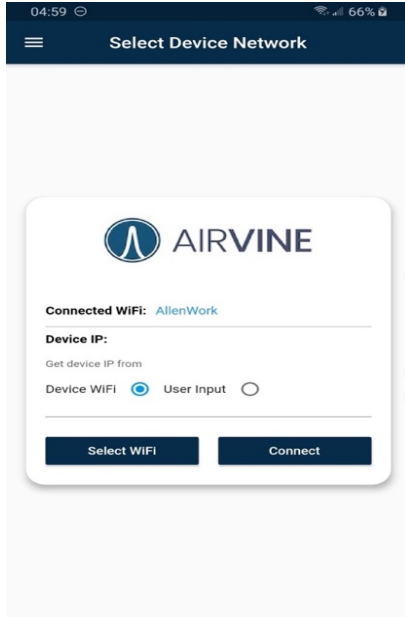 04:59 66%
Select Device Network
AIRVINE
Connected WiFi: AllenWork
Device IP:
Get device IP from
Device WiFi User Input
Select WiFi Connect